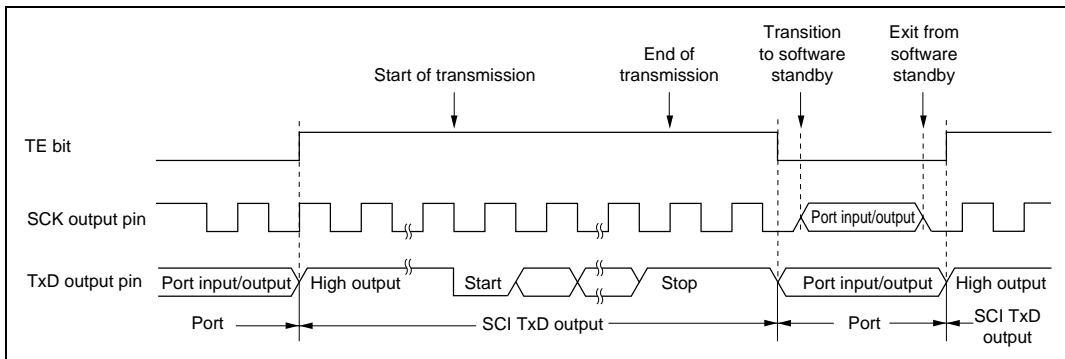 Start of transmission
End of
transmission
Transition
to software
standby
Exit from
software
standby
TE bit
SCK output pin
Port input/output
TxD output pin
Port input/output
High output
Start
Stop
Port input/output
High output
Port
SCI TxD output
Port
SCI TxD
output